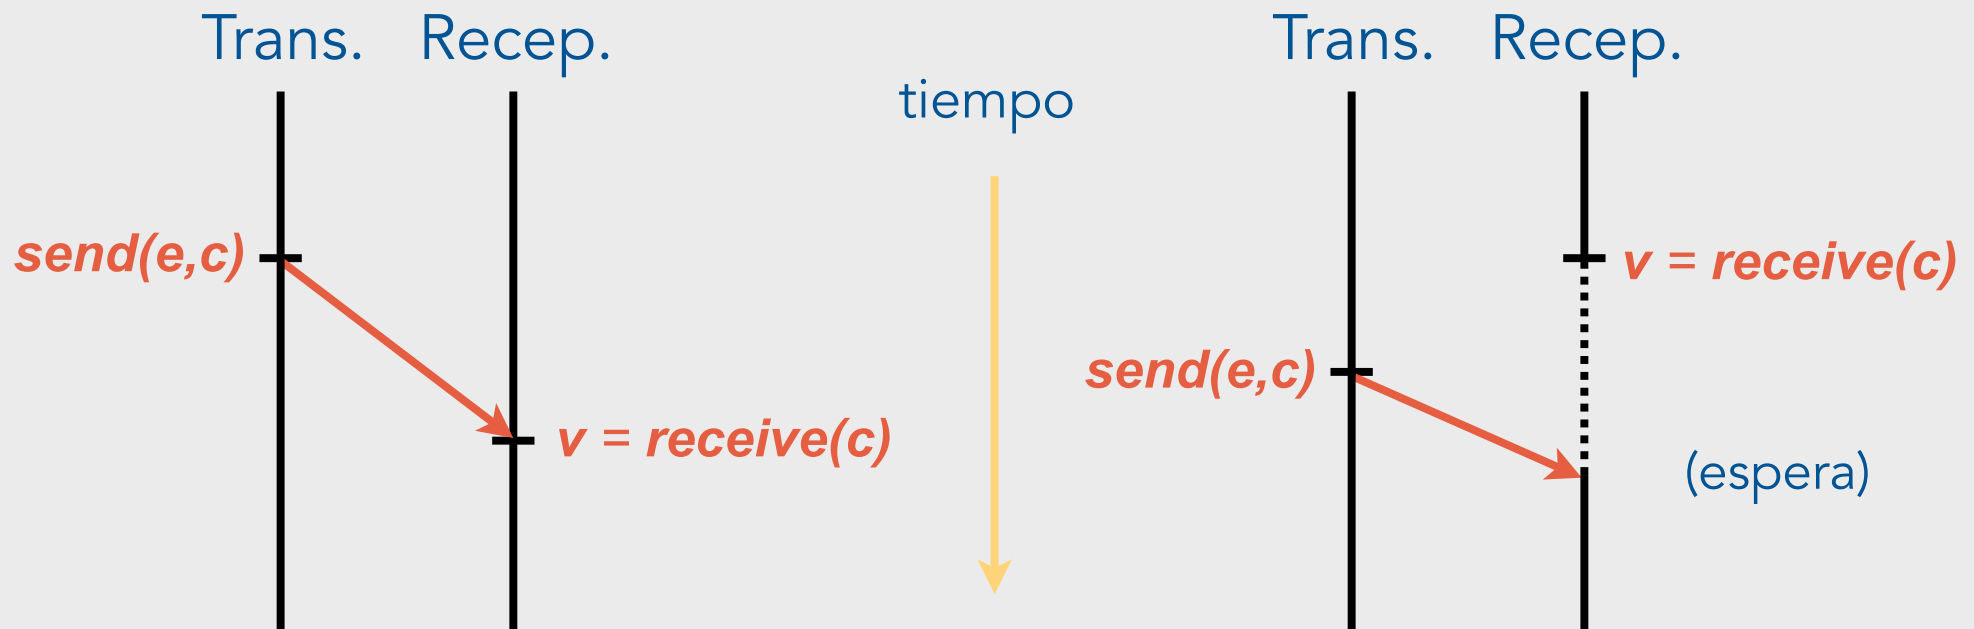 Trans. Recep.
send(e,c)
v = receive(c)
tiempo
Trans. Recep.
v = receive(c)
send(e,c)
(espera)